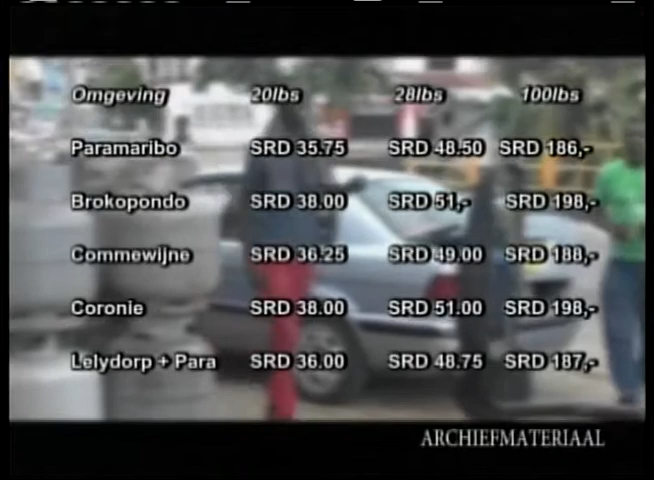 Omgeving 20lbs 28lbs 100lbs
Paramaribo SRD 35.75 SRD 48.50 SRD 186,-
Brokopondo SRD 38.00 SRD 51,- SRD 198,-
Commewijne SRD 36.25 SRD 49.00 SRD 188,-
Coronie SRD 38.00 SRD 51.00 SRD 198,-
Lelydorp + Para SRD 36.00 SRD 48.75 SRD 187,-
ARCHIEFMATERIAAL